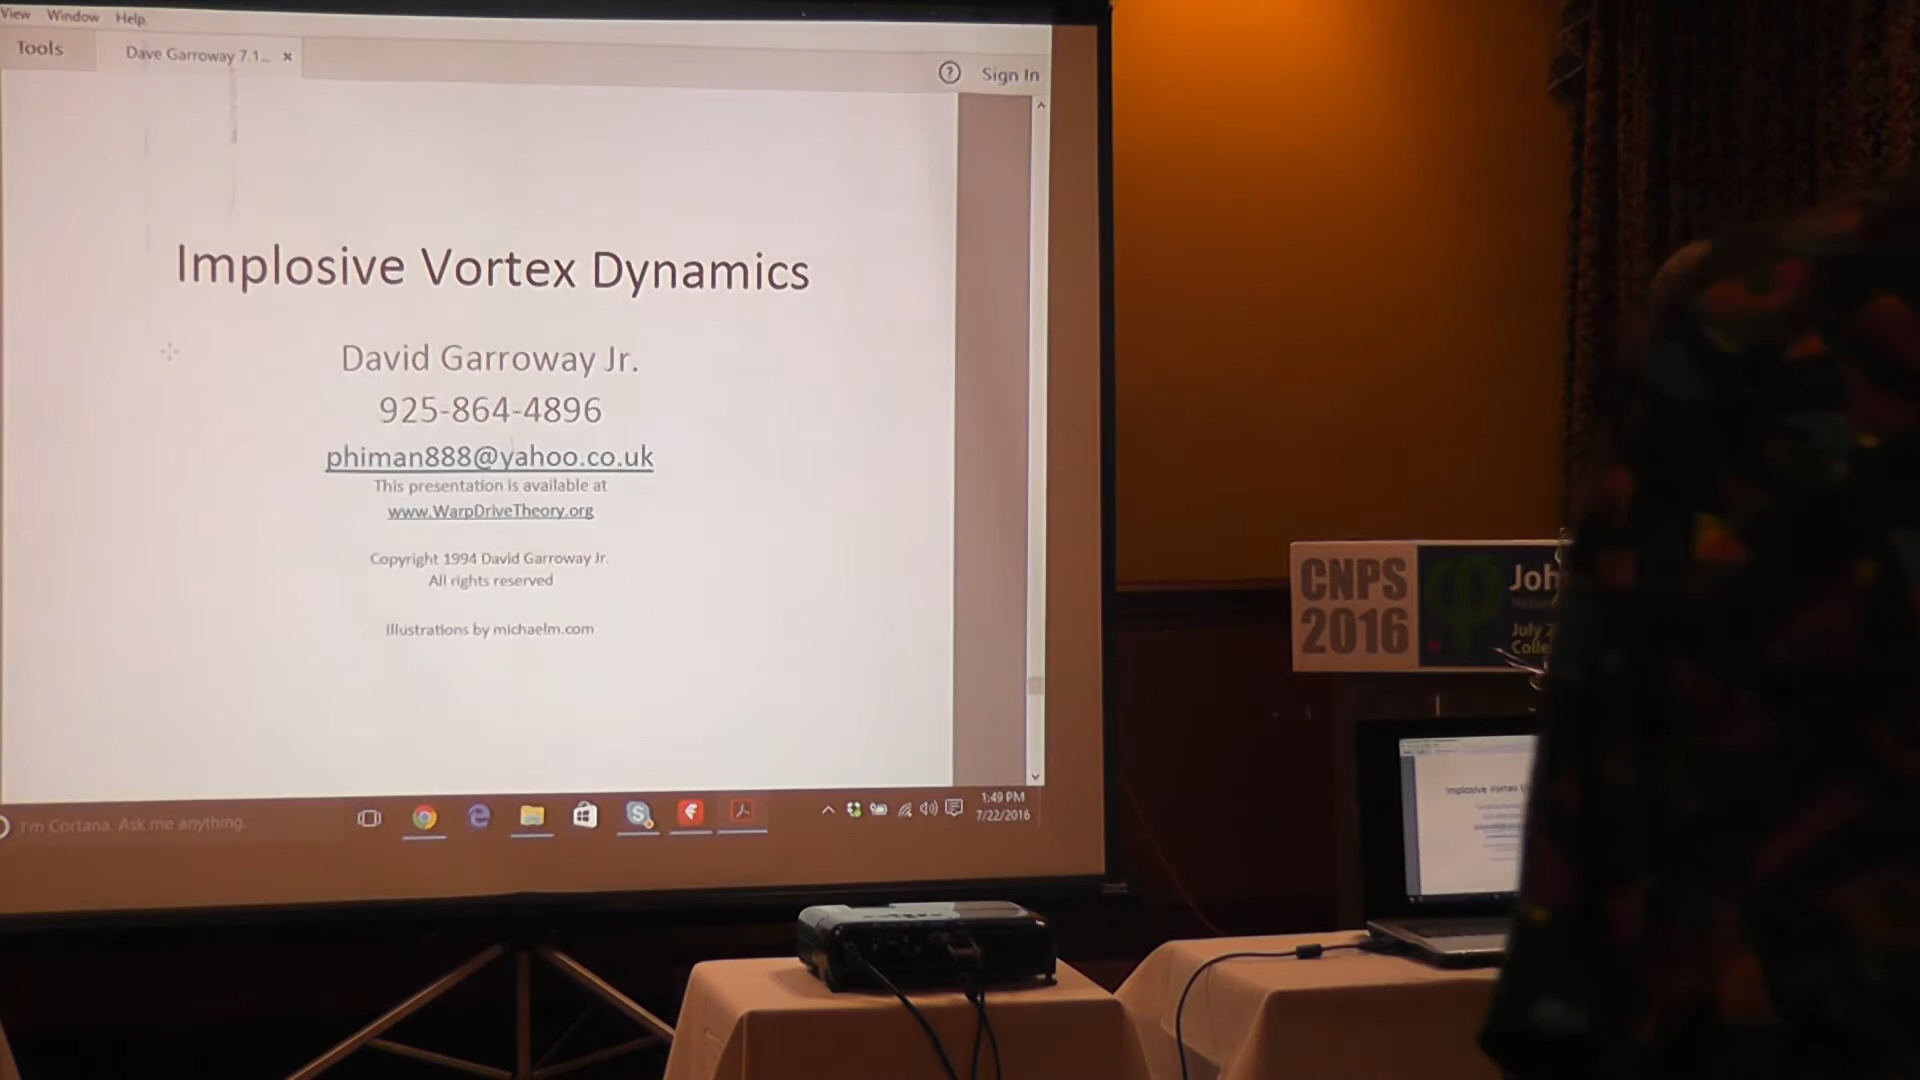 View Window Help
Tools
Dave Garroway 7.1...
Sign In
Implosive Vortex Dynamics
David Garroway Jr.
925-864-4896
phiman888@yahoo.co.uk
This presentation is available at
www.WarpDriveTheory.org
Copyright 1994 David Garroway Jr.
All rights reserved
Illustrations by michaelm.com
I'm Cortana. Ask me anything.
1:49 PM
7/22/2016
CNPS
2016
Joh
July 2
Colle
Implosive Vortex